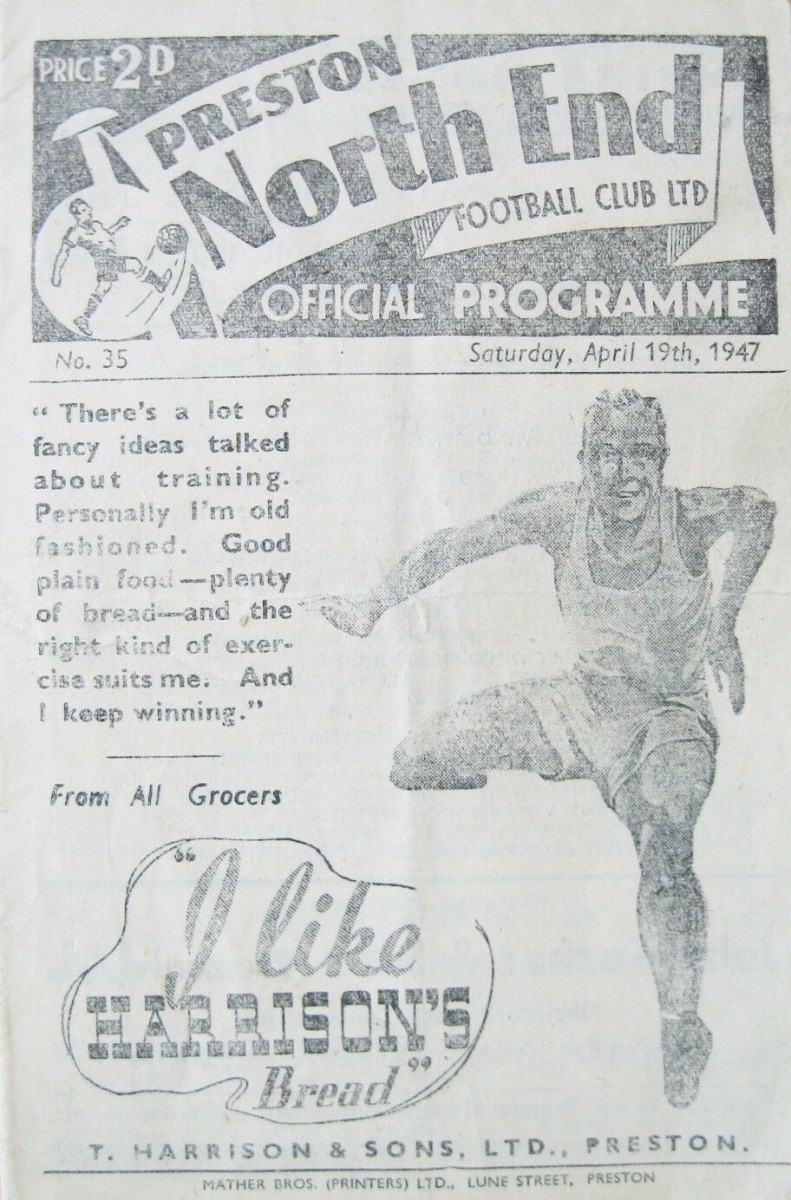 PRICE 2D
PRESTON
North End
FOOTBALL CLUB LTD
OFFICIAL PROGRAMME
No. 35
Saturday, April 19th, 1947
“ There's a lot of
fancy ideas talked
about training.
Personally I'm old
fashioned. Good
plain food—plenty
of bread—and the
right kind of exer-
cise suits me. And
I keep winning.”
From All Grocers
“I like
HARRISON'S
Bread”
T. HARRISON & SONS, LTD., PRESTON.
MATHER BROS. (PRINTERS) LTD., LUNE STREET, PRESTON